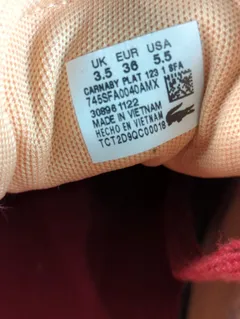 UK EUR USA
3.5 36 5.5
CARNABY PLAT 123 1 SFA
745SFA0040AMX
30896 1122
MADE IN VIETNAM
HECHO EN VIETNAM
TCT2D9QC00018